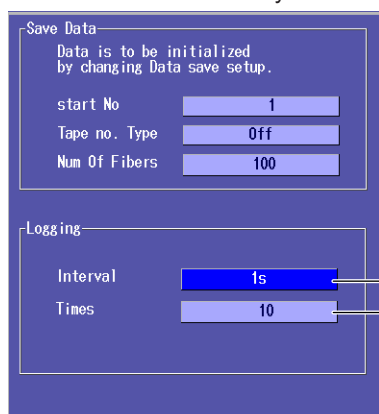 Save Data
Data is to be initialized
by changing Data save setup.
start No 1
Tape no. Type Off
Num Of Fibers 100
Logging
Interval 1s
Times 10